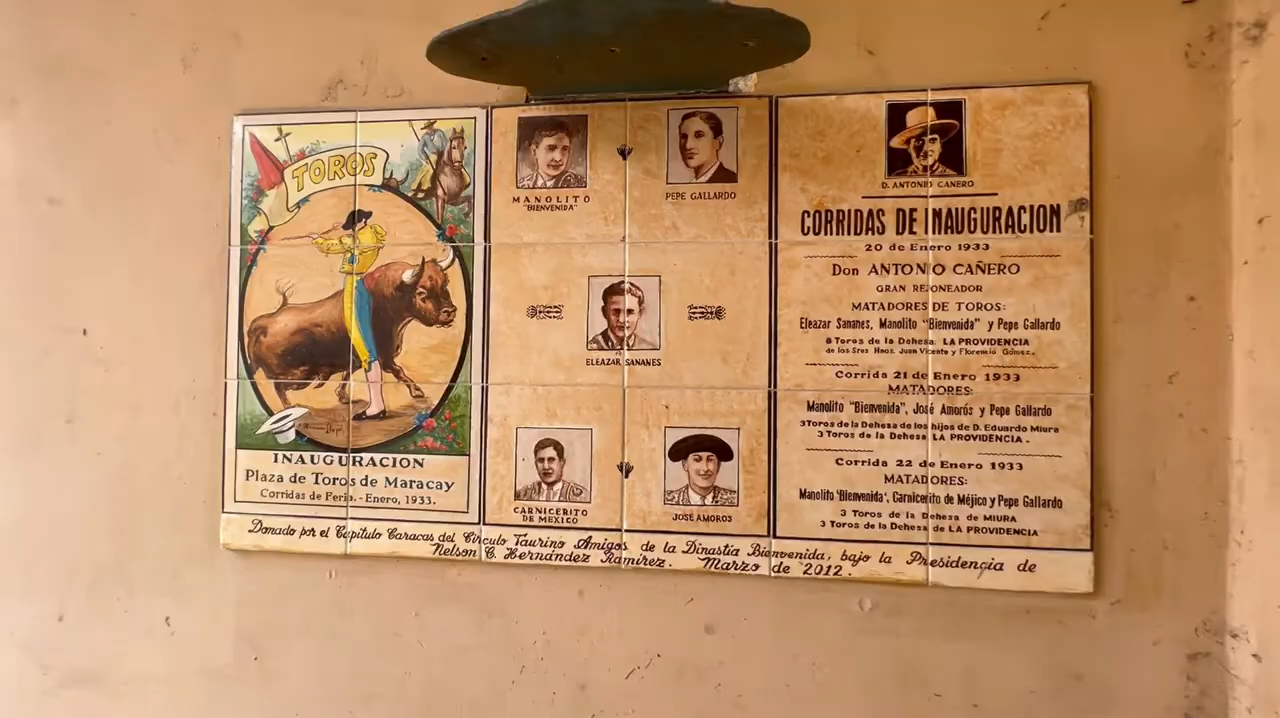 TOROS
INAUGURACION
Plaza de Toros de Maracay
Corridas de Feria.- Enero, 1933.
MANOLITO
"BIENVENIDA"
PEPE GALLARDO
ELEAZAR SANANES
CARNICERITO
DE MEXICO
JOSE AMOROS
D. ANTONIO CAÑERO
CORRIDAS DE INAUGURACION
20 de Enero 1933
Don ANTONIO CAÑERO
GRAN REJONEADOR
MATADORES DE TOROS:
Eleazar Sananes, Manolito "Bienvenida" y Pepe Gallardo
8 Toros de la Dehesa: LA PROVIDENCIA
de los Sres Hnos. Juan Vicente y Florencio Gómez.
Corrida 21 de Enero 1933
MATADORES:
Manolito "Bienvenida", José Amorós y Pepe Gallardo
3 Toros de la Dehesa de los hijos de D. Eduardo Miura
3 Toros de la Dehesa LA PROVIDENCIA.
Corrida 22 de Enero 1933
MATADORES:
Manolito "Bienvenida", Carnicerito de Méjico y Pepe Gallardo
3 Toros de la Dehesa de MIURA
3 Toros de la Dehesa de LA PROVIDENCIA
Donado por el Capítulo Caracas del Círculo Taurino Amigos de la Dinastía Bienvenida, bajo la Presidencia de
Nelson C. Hernández Ramírez. Marzo de 2012.